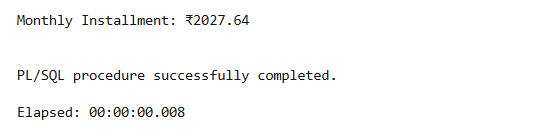 Monthly Installment: ₹2027.64
PL/SQL procedure successfully completed.
Elapsed: 00:00:00.008